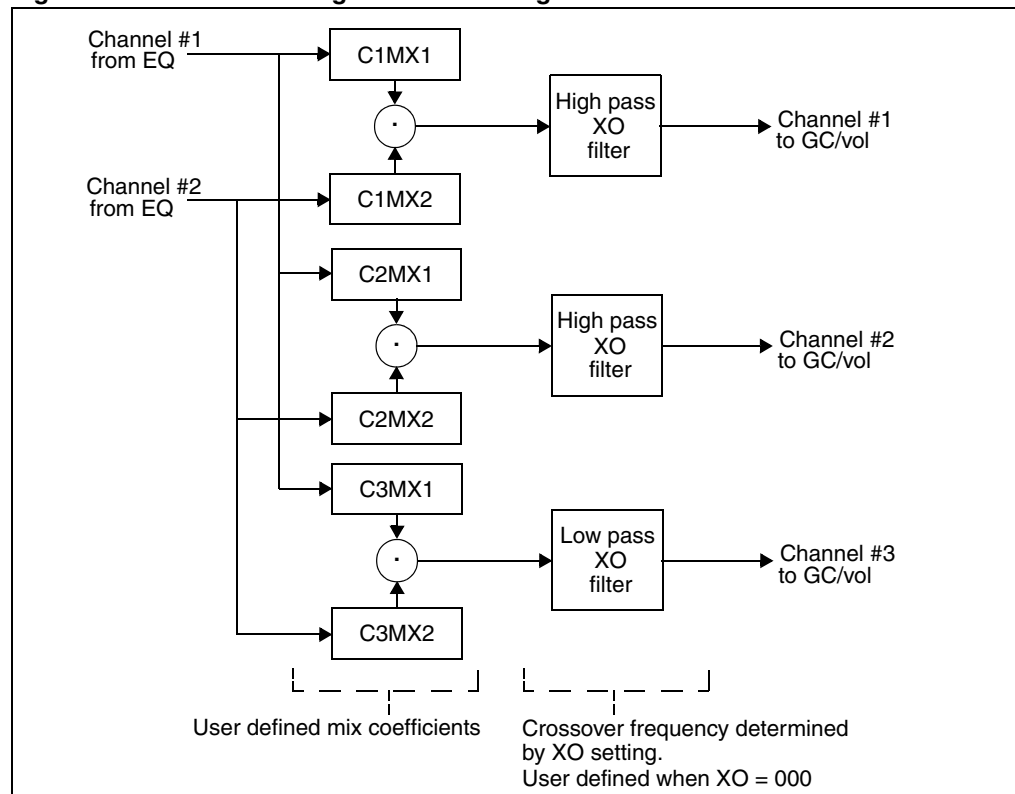 Channel #1
from EQ
C1MX1
High pass
XO
filter
Channel #1
to GC/vol
Channel #2
from EQ
C1MX2
C2MX1
High pass
XO
filter
Channel #2
to GC/vol
C2MX2
C3MX1
Low pass
XO
filter
Channel #3
to GC/vol
C3MX2
User defined mix coefficients
Crossover frequency determined
by XO setting.
User defined when XO = 000